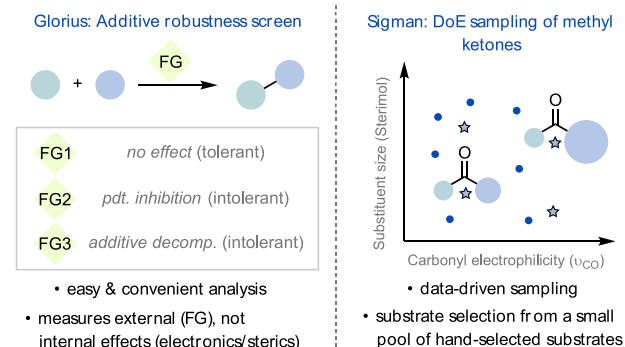 Glorius: Additive robustness screen
FG
+
FG1 no effect (tolerant)
FG2 pdt. inhibition (intolerant)
FG3 additive decomp. (intolerant)
• easy & convenient analysis
• measures external (FG), not
internal effects (electronics/sterics)
Sigman: DoE sampling of methyl
ketones
Substituent size (Sterimol)
O
O
Carbonyl electrophilicity (υCO)
• data-driven sampling
• substrate selection from a small
pool of hand-selected substrates